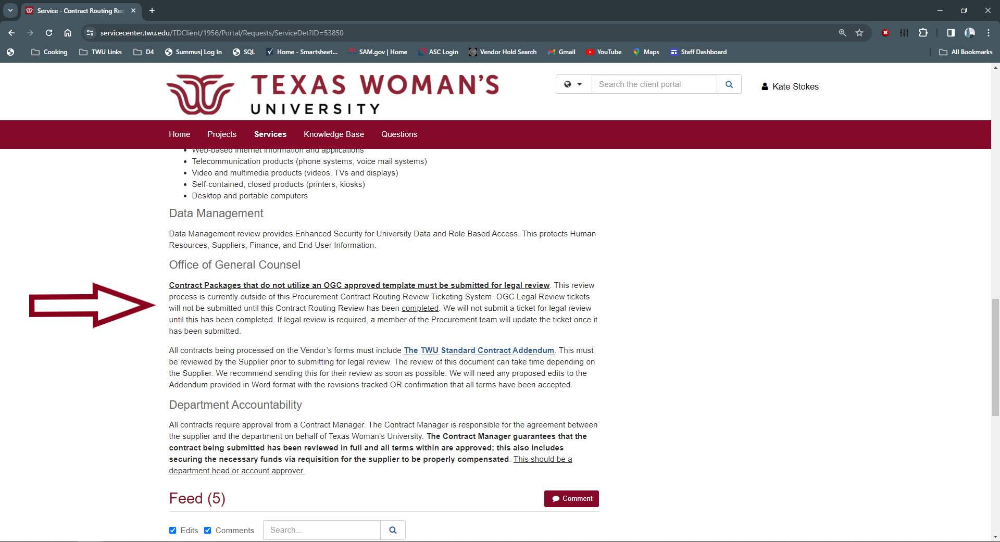 Service - Contract Routing Req
servicecenter.twu.edu/TDClient/1956/Portal/Requests/ServiceDet?ID=53850
Cooking TWU Links D4 Summus| Log In SQL Home - Smartsheet... SAM.gov | Home ASC Login Vendor Hold Search Gmail YouTube Maps Staff Dashboard All Bookmarks
TEXAS WOMAN'S
UNIVERSITY
Search the client portal
Kate Stokes
Home Projects Services Knowledge Base Questions
Web-based internet information and applications
Telecommunication products (phone systems, voice mail systems)
Video and multimedia products (videos, TVs and displays)
Self-contained, closed products (printers, kiosks)
Desktop and portable computers
Data Management
Data Management review provides Enhanced Security for University Data and Role Based Access. This protects Human
Resources, Suppliers, Finance, and End User Information.
Office of General Counsel
Contract Packages that do not utilize an OGC approved template must be submitted for legal review. This review
process is currently outside of this Procurement Contract Routing Review Ticketing System. OGC Legal Review tickets
will not be submitted until this Contract Routing Review has been completed. We will not submit a ticket for legal review
until this has been completed. If legal review is required, a member of the Procurement team will update the ticket once it
has been submitted.
All contracts being processed on the Vendor's forms must include The TWU Standard Contract Addendum. This must
be reviewed by the Supplier prior to submitting for legal review. The review of this document can take time depending on
the Supplier. We recommend sending this for their review as soon as possible. We will need any proposed edits to the
Addendum provided in Word format with the revisions tracked OR confirmation that all terms have been accepted.
Department Accountability
All contracts require approval from a Contract Manager. The Contract Manager is responsible for the agreement between
the supplier and the department on behalf of Texas Woman's University. The Contract Manager guarantees that the
contract being submitted has been reviewed in full and all terms within are approved; this also includes
securing the necessary funds via requisition for the supplier to be properly compensated. This should be a
department head or account approver.
Feed (5)
Comment
Edits Comments Search...